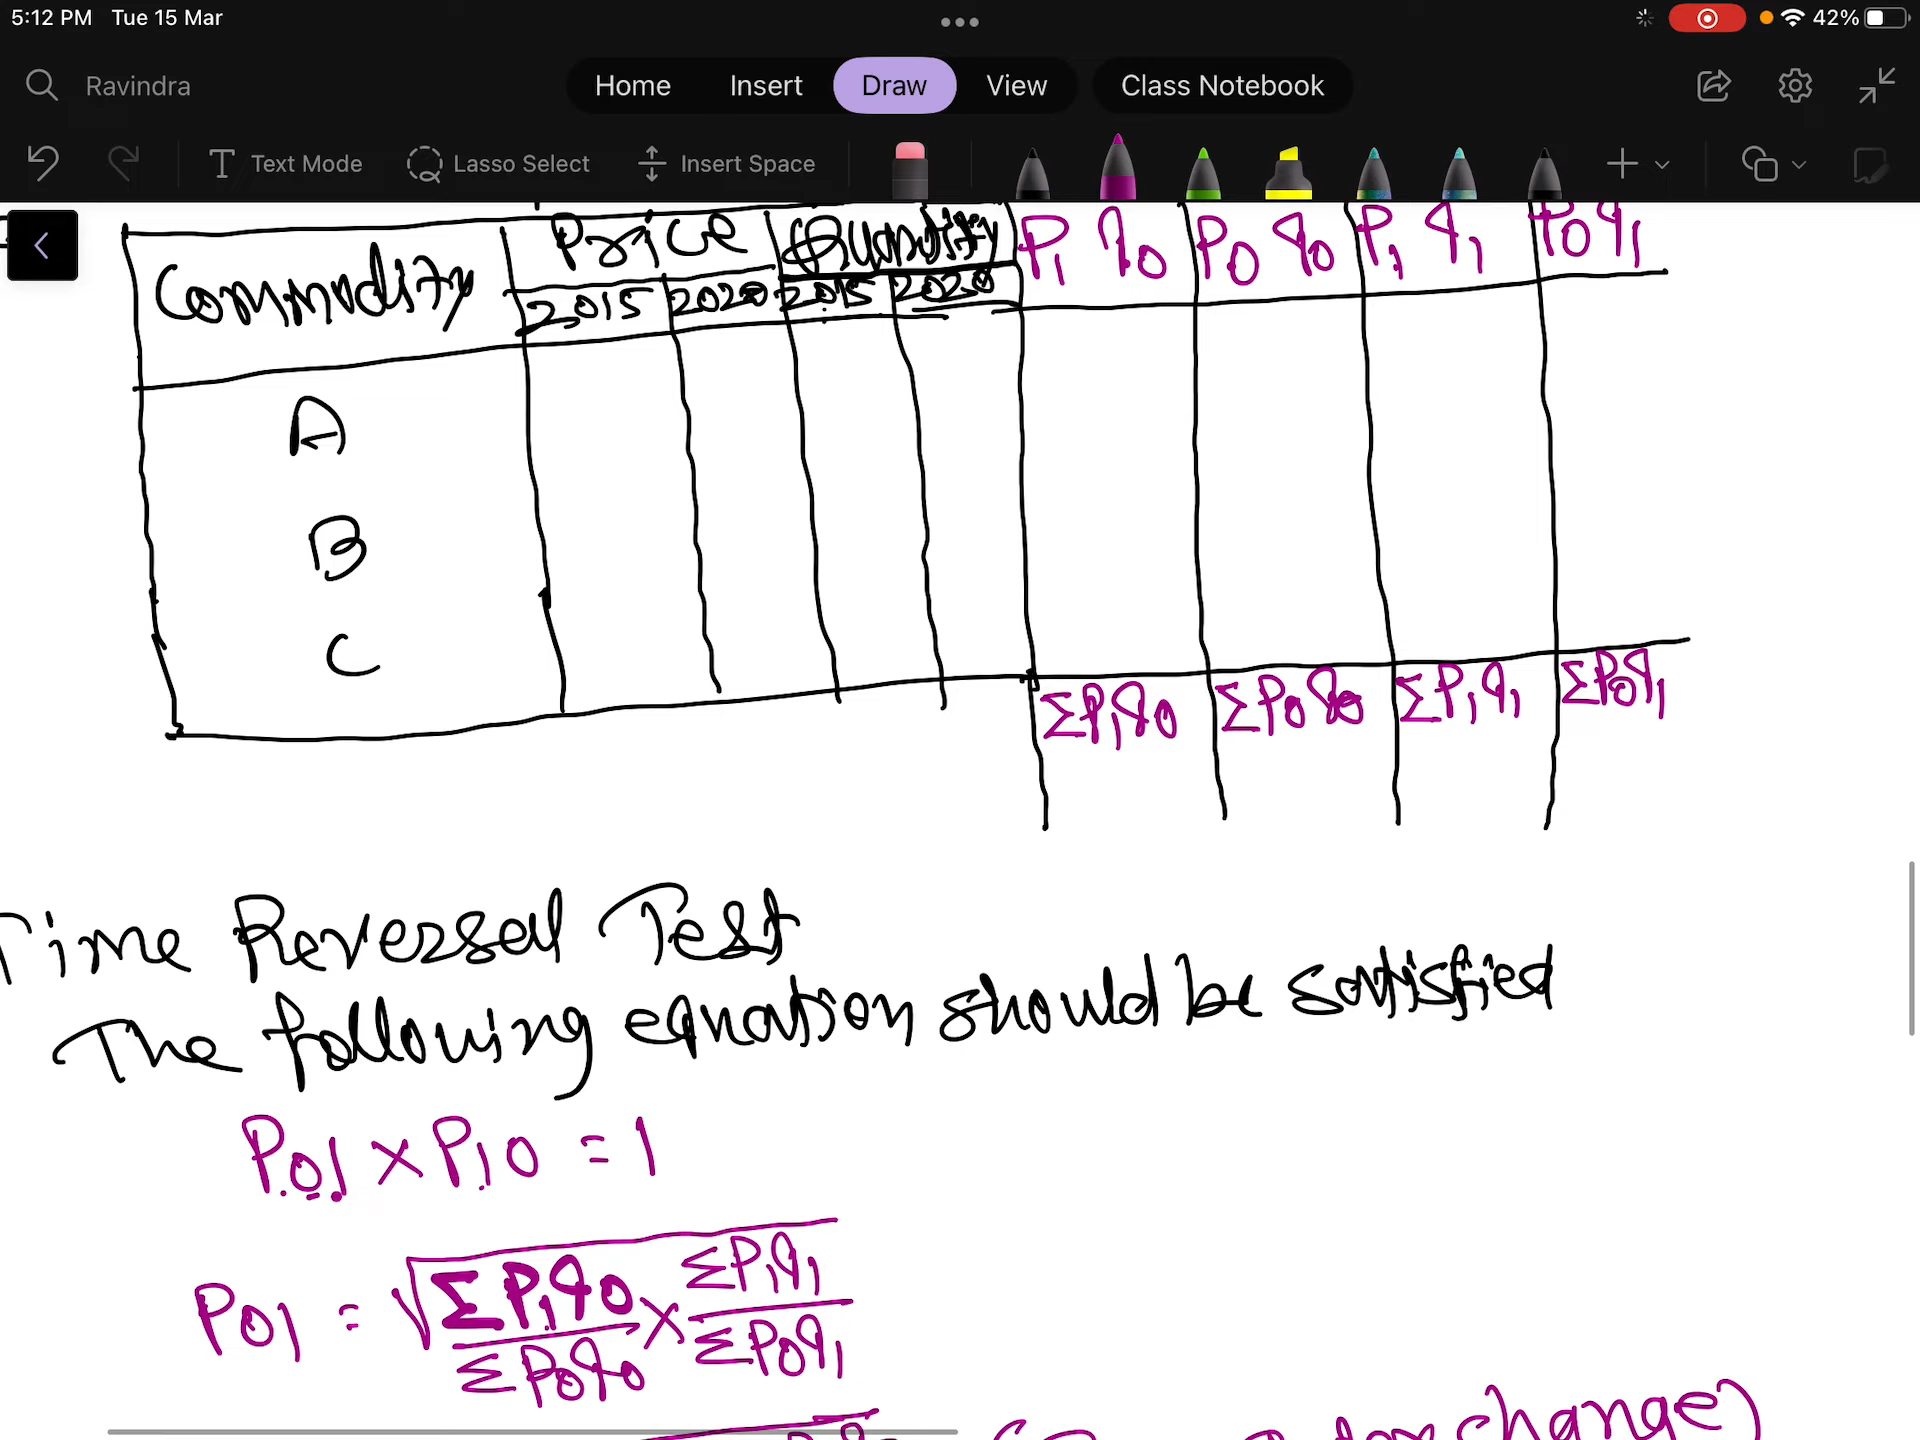 5:12 PM Tue 15 Mar 42%
Ravindra Home Insert Draw View Class Notebook
Text Mode Lasso Select Insert Space
Commodity Price Quantity P₁ q₀ P₀ q₀ P₁ q₁ P₀q₁
2015 2020 2015 2020
A
B
C
ΣP₁q₀ ΣP₀q₀ ΣP₁q₁ ΣP₀q₁
Time Reversal Test
The following equation should be satisfied
P₀₁ × P₁₀ = 1
P₀₁ = √ΣP₁q₀/ΣP₀q₀ × ΣP₁q₁/ΣP₀q₁
change)